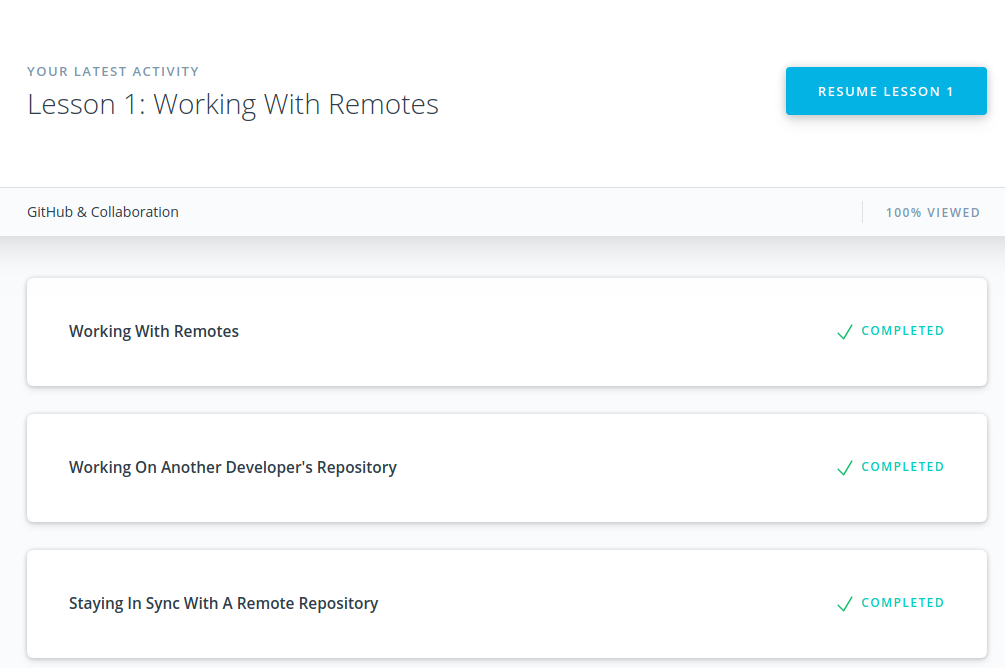 YOUR LATEST ACTIVITY
Lesson 1: Working With Remotes
RESUME LESSON 1
GitHub & Collaboration
100% VIEWED
Working With Remotes
COMPLETED
Working On Another Developer's Repository
COMPLETED
Staying In Sync With A Remote Repository
COMPLETED